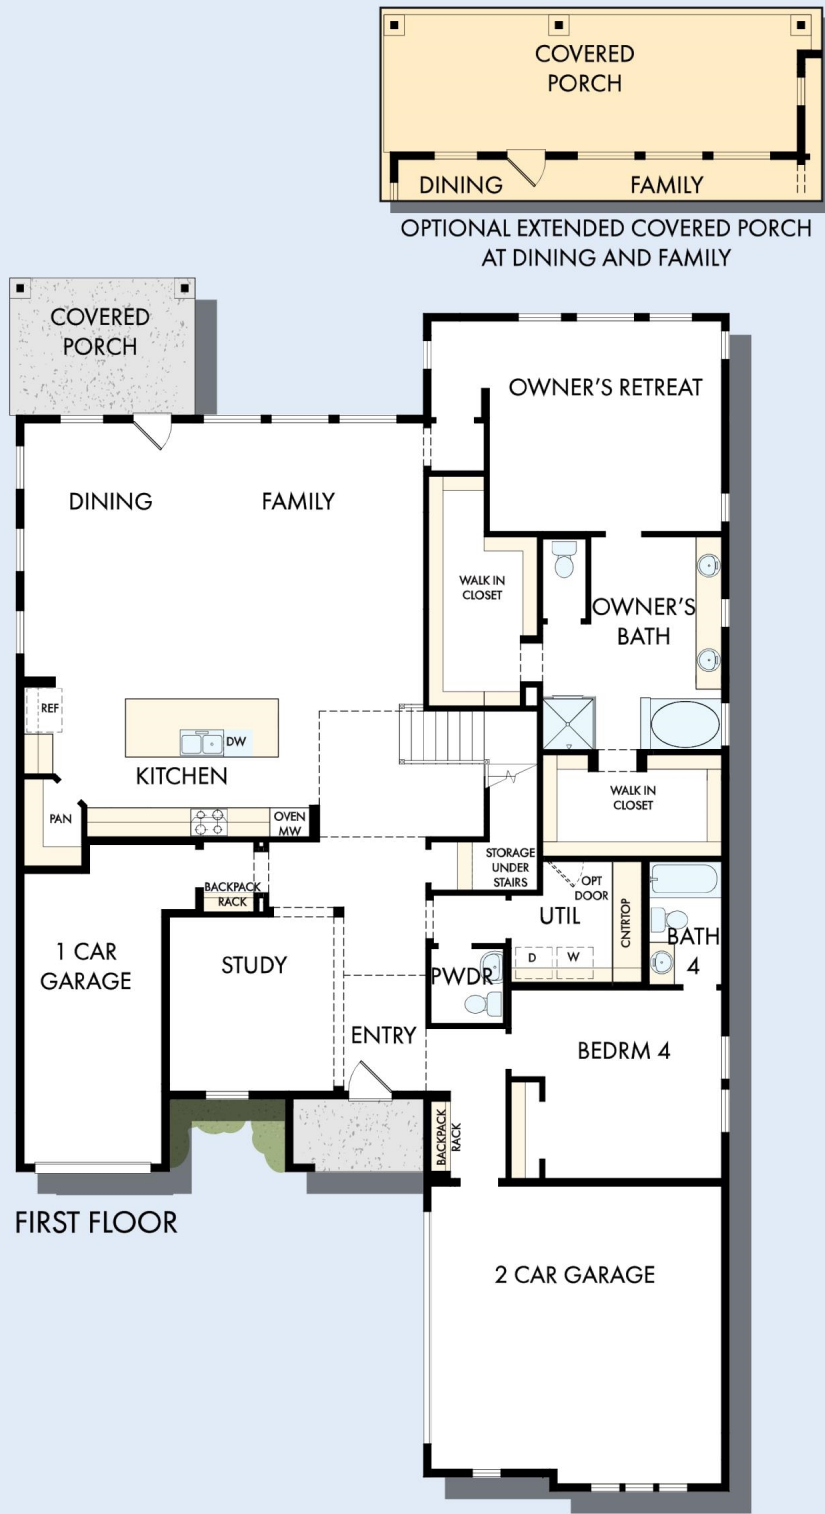 COVERED
PORCH
DINING
FAMILY
OPTIONAL EXTENDED COVERED PORCH
AT DINING AND FAMILY
COVERED
PORCH
OWNER'S RETREAT
DINING
FAMILY
WALK IN
CLOSET
OWNER'S
BATH
REF
DW
KITCHEN
PAN
OVEN
MW
WALK IN
CLOSET
STORAGE
UNDER
STAIRS
BACKPACK
RACK
OPT
DOOR
UTIL
CNTRTOP
D
W
BATH
4
1 CAR
GARAGE
STUDY
PWDR
ENTRY
BEDRM 4
BACKPACK
RACK
FIRST FLOOR
2 CAR GARAGE